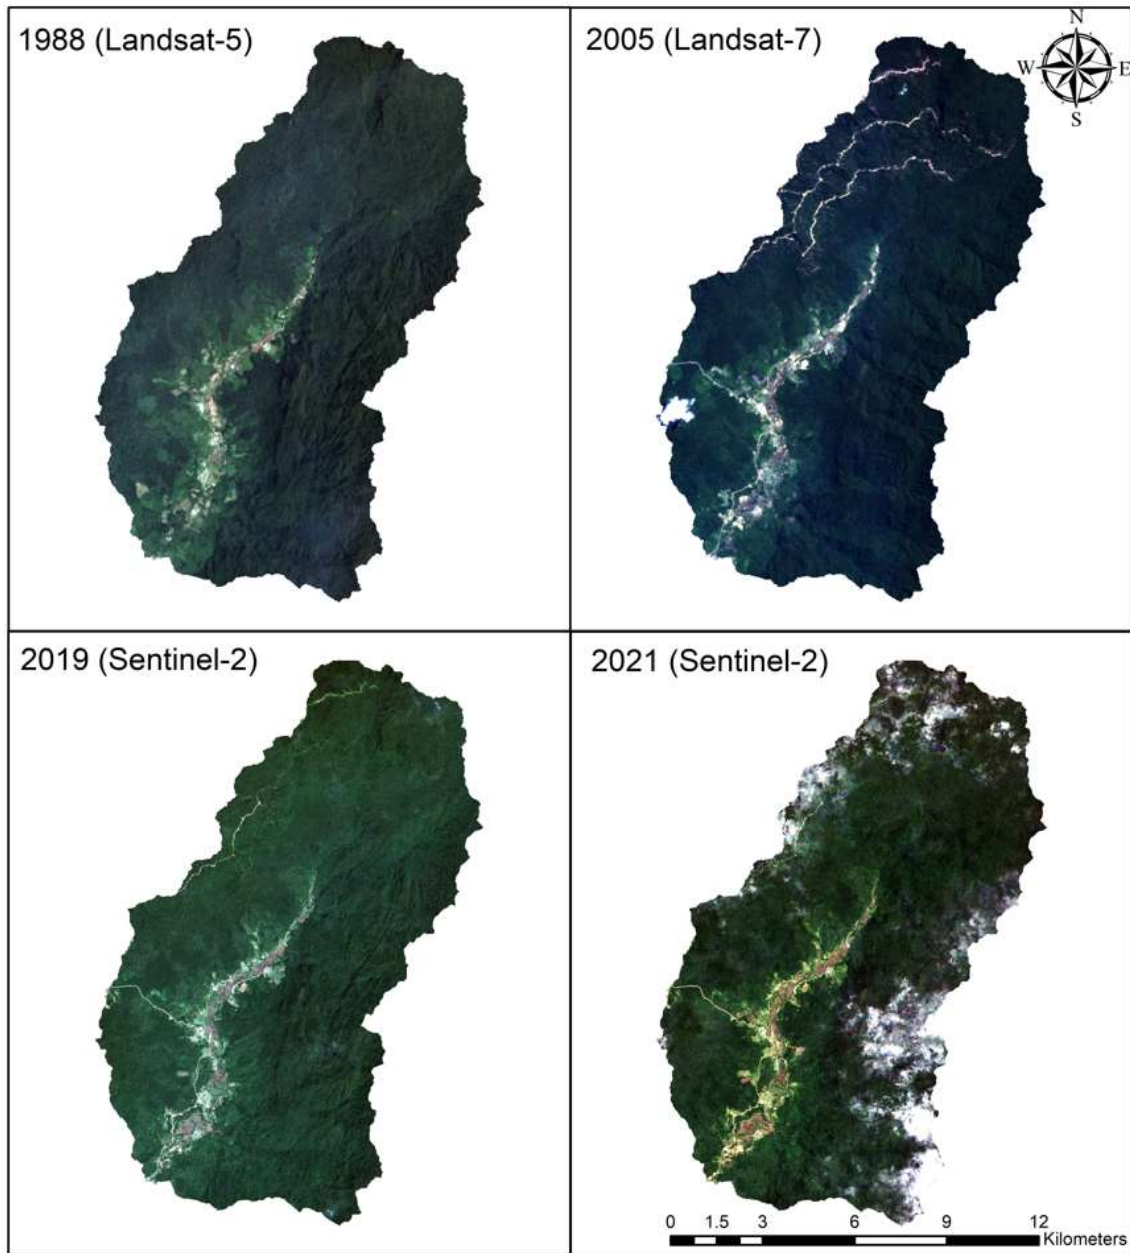 1988 (Landsat-5)
2005 (Landsat-7)
N
W E
S
2019 (Sentinel-2)
2021 (Sentinel-2)
0 1.5 3 6 9 12
Kilometers